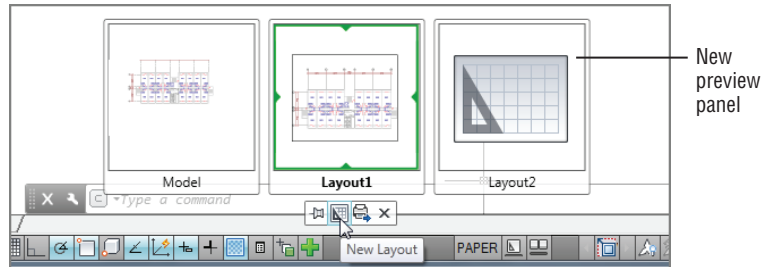 New
preview
panel
Model
Layout1
Layout2
Type a command
New Layout
PAPER